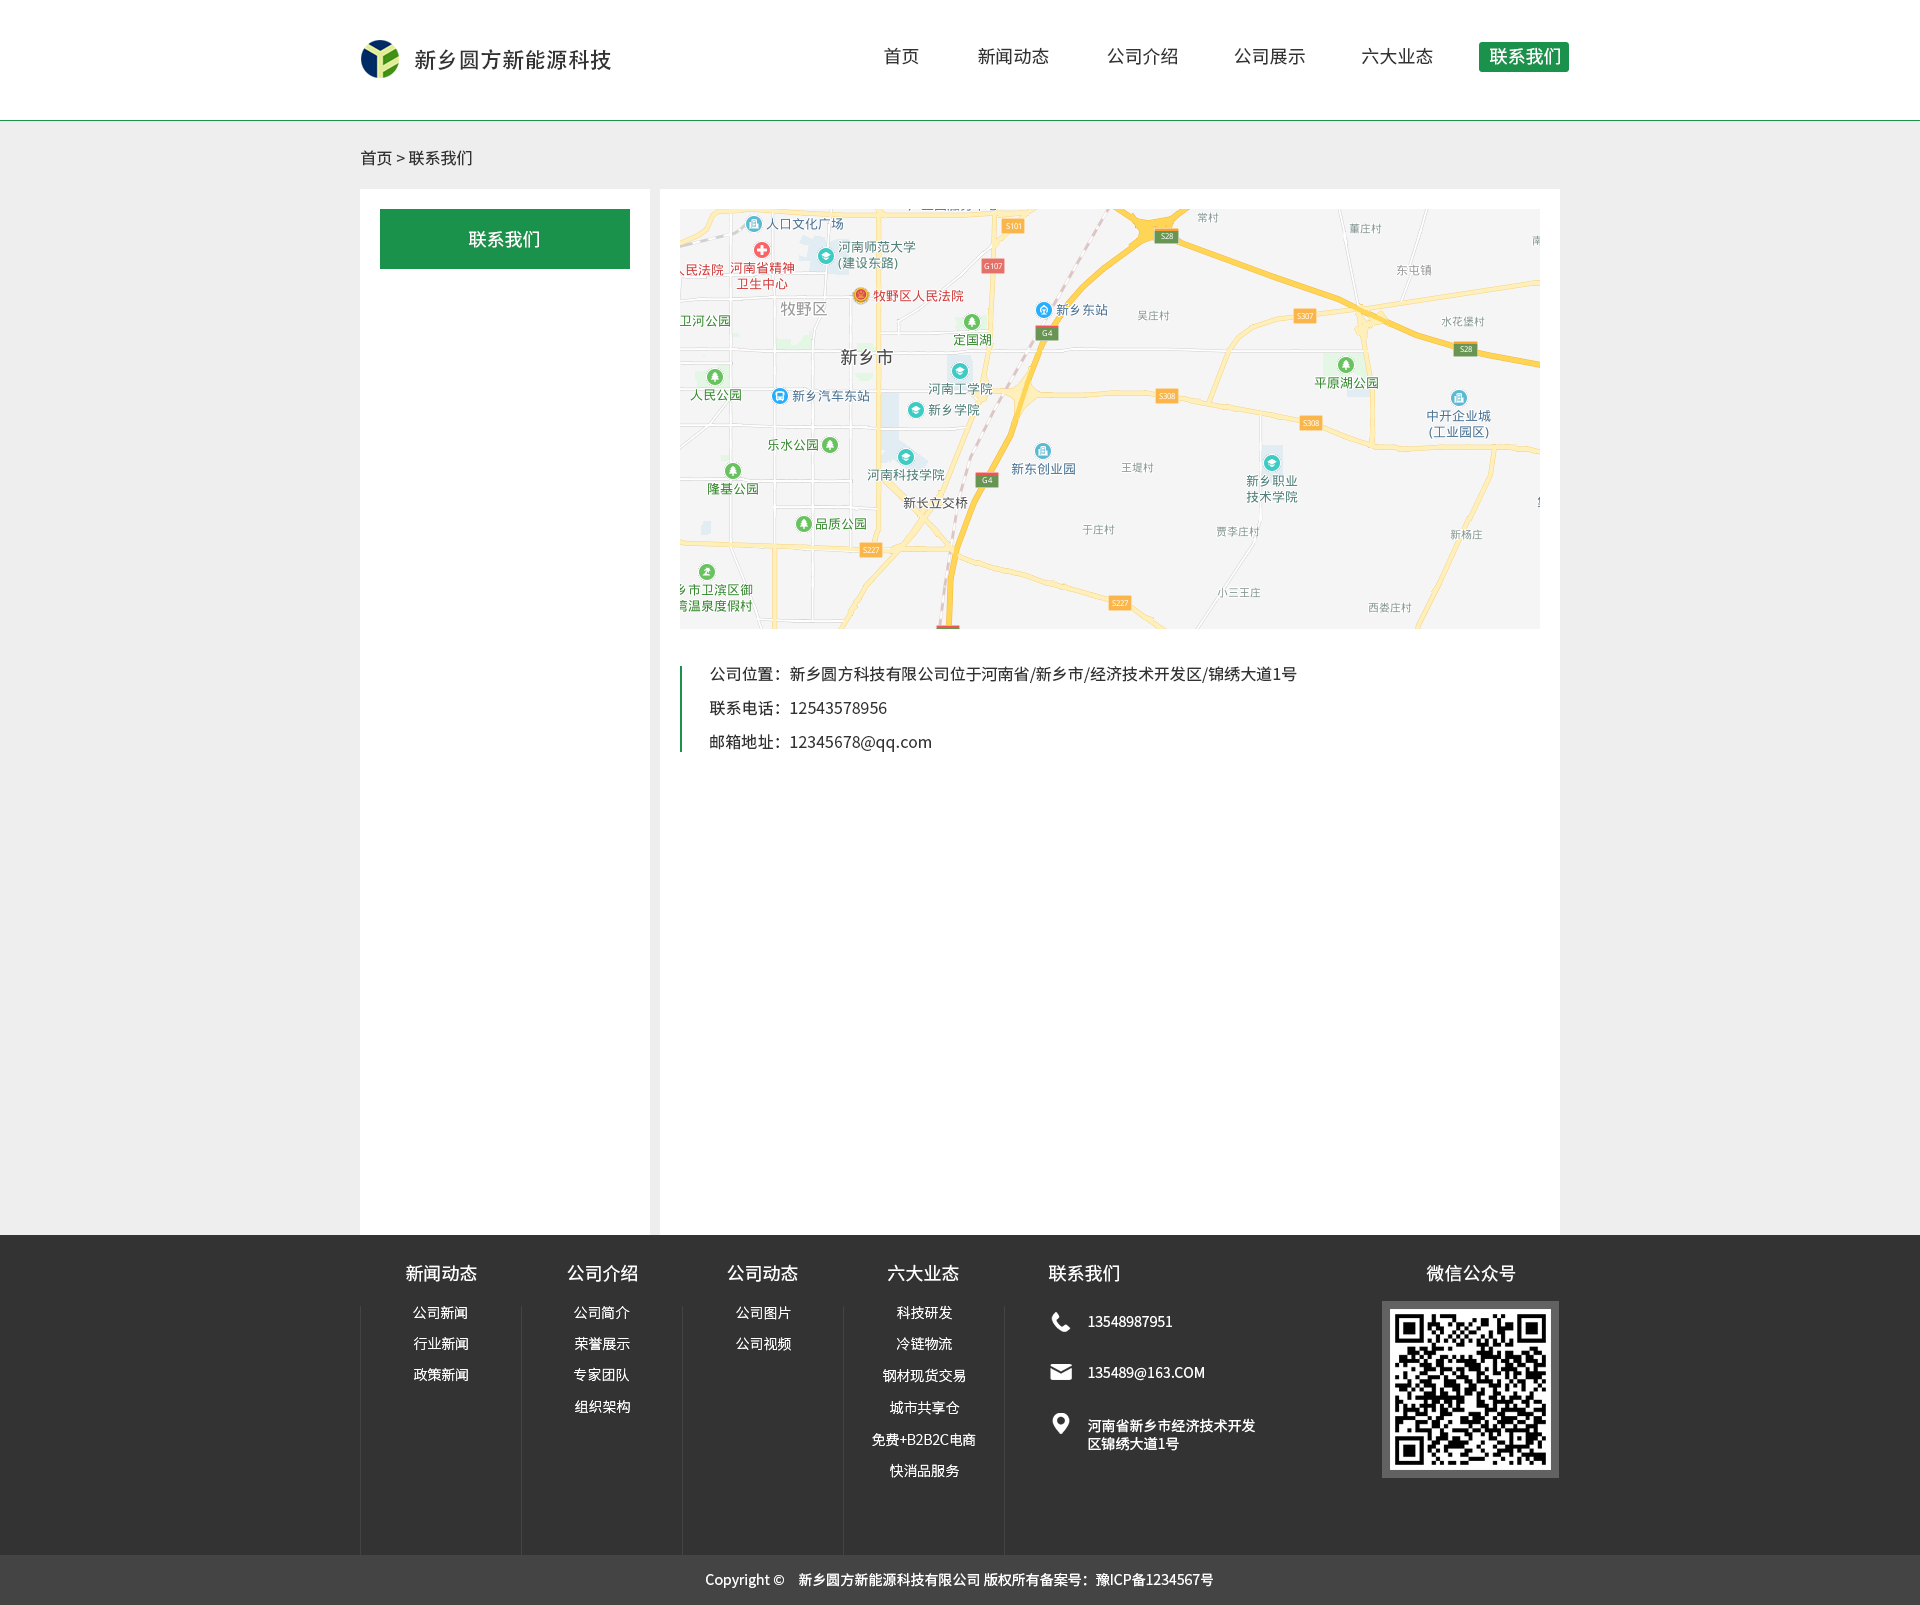 新乡圆方新能源科技
首页
新闻动态
公司介绍
公司展示
六大业态
联系我们
首页 > 联系我们
联系我们
人口文化广场
S101
常村
董庄村
S28
河南师范大学
(建设东路)
人民法院
河南省精神
卫生中心
G107
东屯镇
牧野区人民法院
牧野区
新乡东站
吴庄村
S307
水花堡村
卫河公园
定国湖
G4
S28
新乡市
平原湖公园
人民公园
新乡汽车东站
河南工学院
新乡学院
S308
中开企业城
(工业园区)
S308
乐水公园
河南科技学院
新东创业园
王堤村
新乡职业
技术学院
隆基公园
G4
新长立交桥
品质公园
于庄村
贾李庄村
新杨庄
S227
乡市卫滨区御
湾温泉度假村
S227
小三王庄
西娄庄村
公司位置：新乡圆方科技有限公司位于河南省/新乡市/经济技术开发区/锦绣大道1号
联系电话：12543578956
邮箱地址：12345678@qq.com
新闻动态
公司新闻
行业新闻
政策新闻
公司介绍
公司简介
荣誉展示
专家团队
组织架构
公司动态
公司图片
公司视频
六大业态
科技研发
冷链物流
钢材现货交易
城市共享仓
免费+B2B2C电商
快消品服务
联系我们
13548987951
135489@163.COM
河南省新乡市经济技术开发
区锦绣大道1号
微信公众号
Copyright © 新乡圆方新能源科技有限公司 版权所有备案号：豫ICP备1234567号